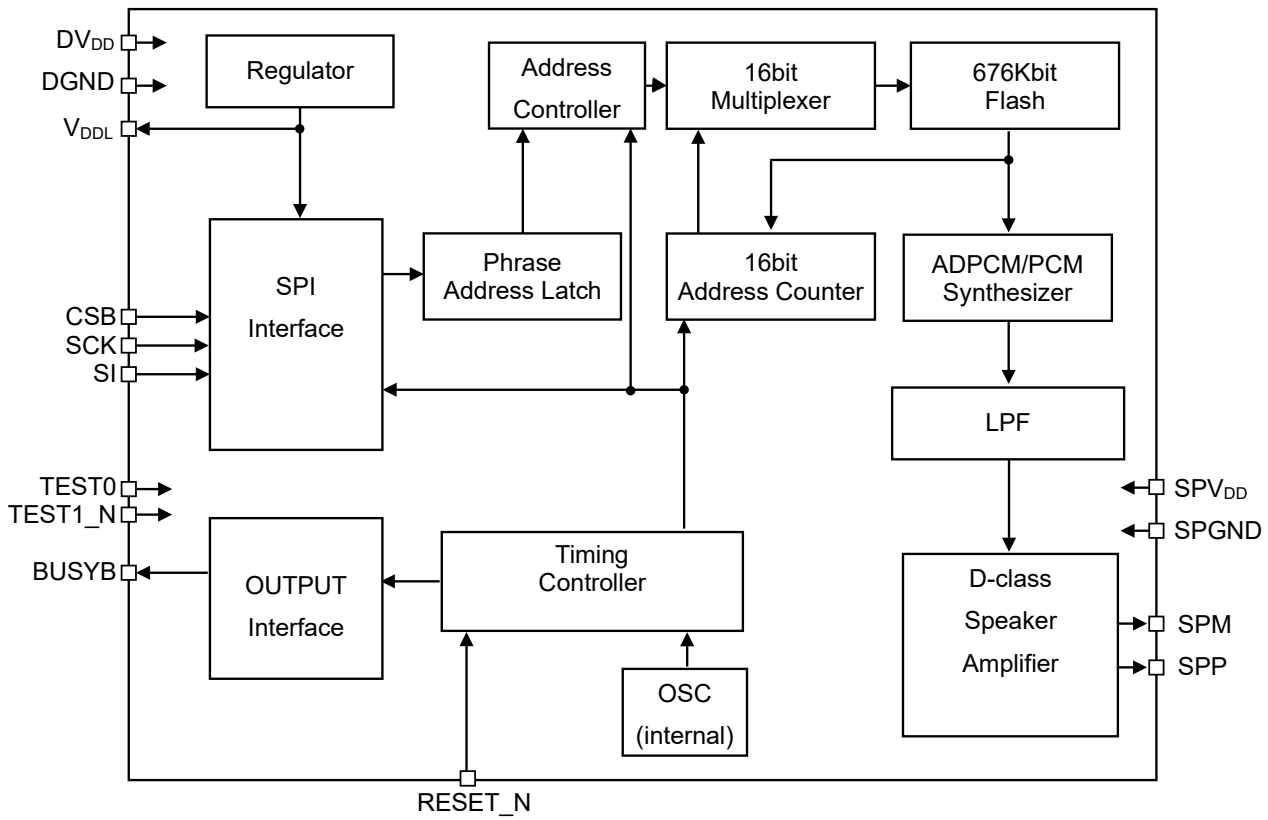 DVDD
DGND
VDDL
Regulator
Address
Controller
16bit
Multiplexer
676Kbit
Flash
SPI
Interface
Phrase
Address Latch
16bit
Address Counter
ADPCM/PCM
Synthesizer
CSB
SCK
SI
LPF
TEST0
TEST1_N
BUSYB
OUTPUT
Interface
Timing
Controller
OSC
(internal)
RESET_N
D-class
Speaker
Amplifier
SPVDD
SPGND
SPM
SPP